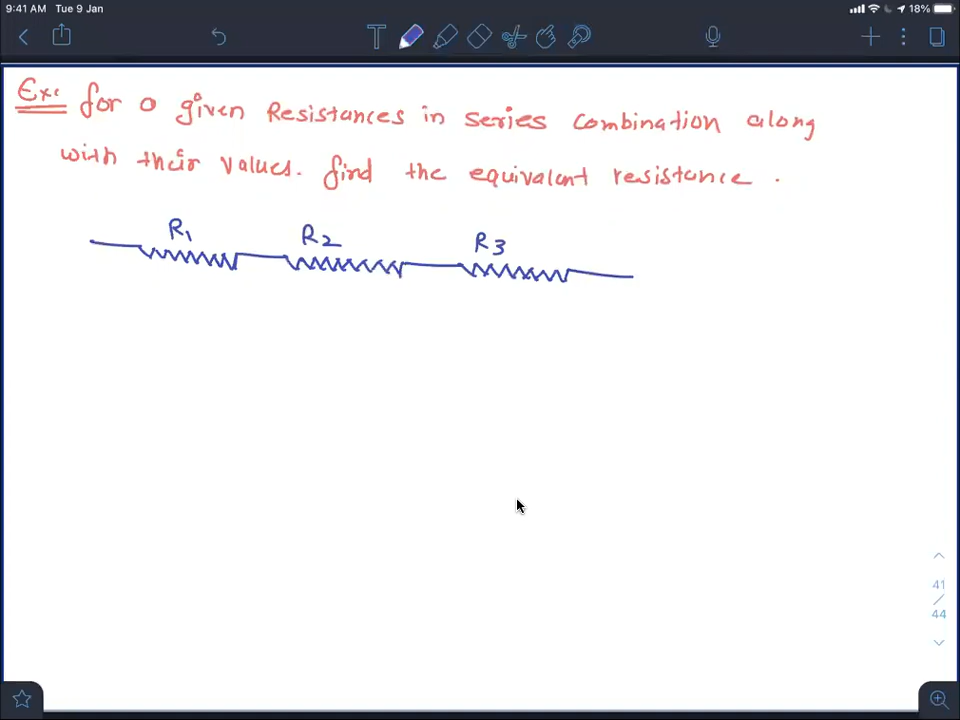 9:41 AM Tue 9 Jan
18%
T
Ex:
for a given Resistances in series combination along
with their values. find the equivalent resistance.
R1 R2 R3
41
/
44